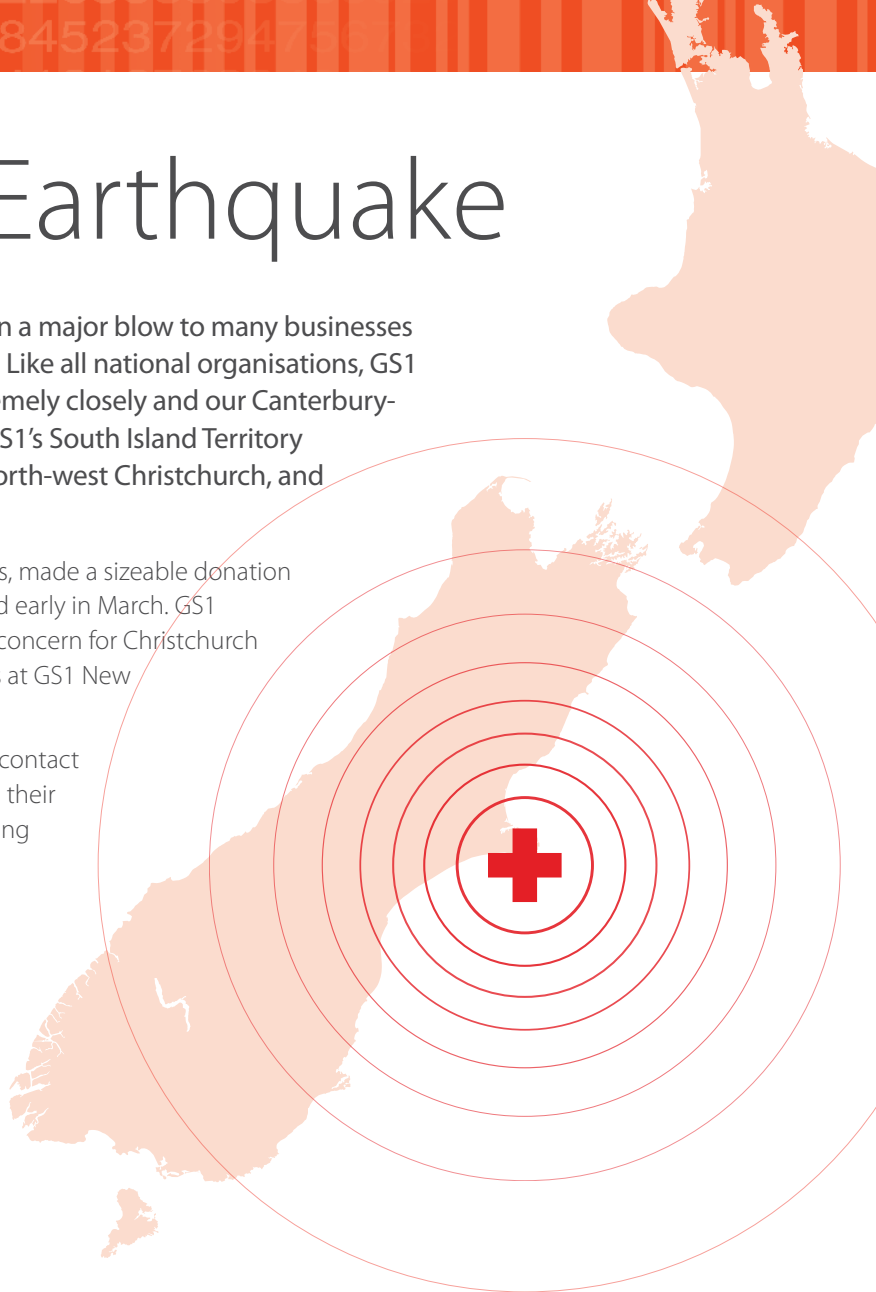 84523729475672
Earthquake
n a major blow to many businesses
Like all national organisations, GS1
emely closely and our Canterbury-
S1's South Island Territory
orth-west Christchurch, and
s, made a sizeable donation
d early in March. GS1
concern for Christchurch
s at GS1 New
contact
their
ng